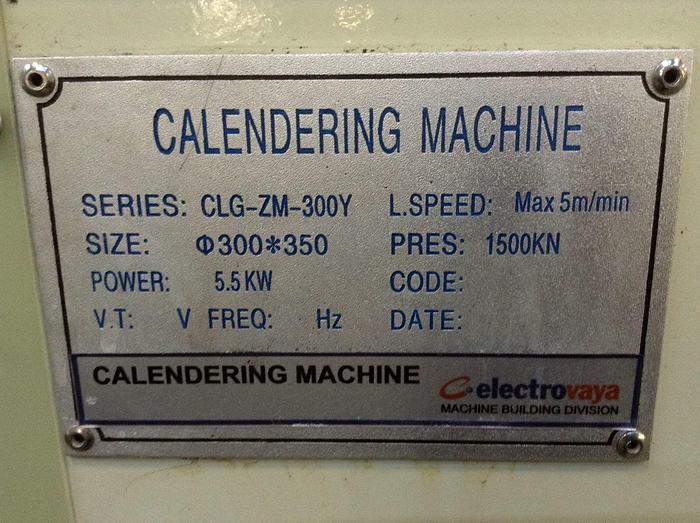 CALENDERING MACHINE
SERIES: CLG-ZM-300Y L.SPEED: Max 5m/min
SIZE: Φ300*350 PRES: 1500KN
POWER: 5.5KW CODE:
V.T: V FREQ: Hz DATE:
CALENDERING MACHINE
electrovaya
MACHINE BUILDING DIVISION